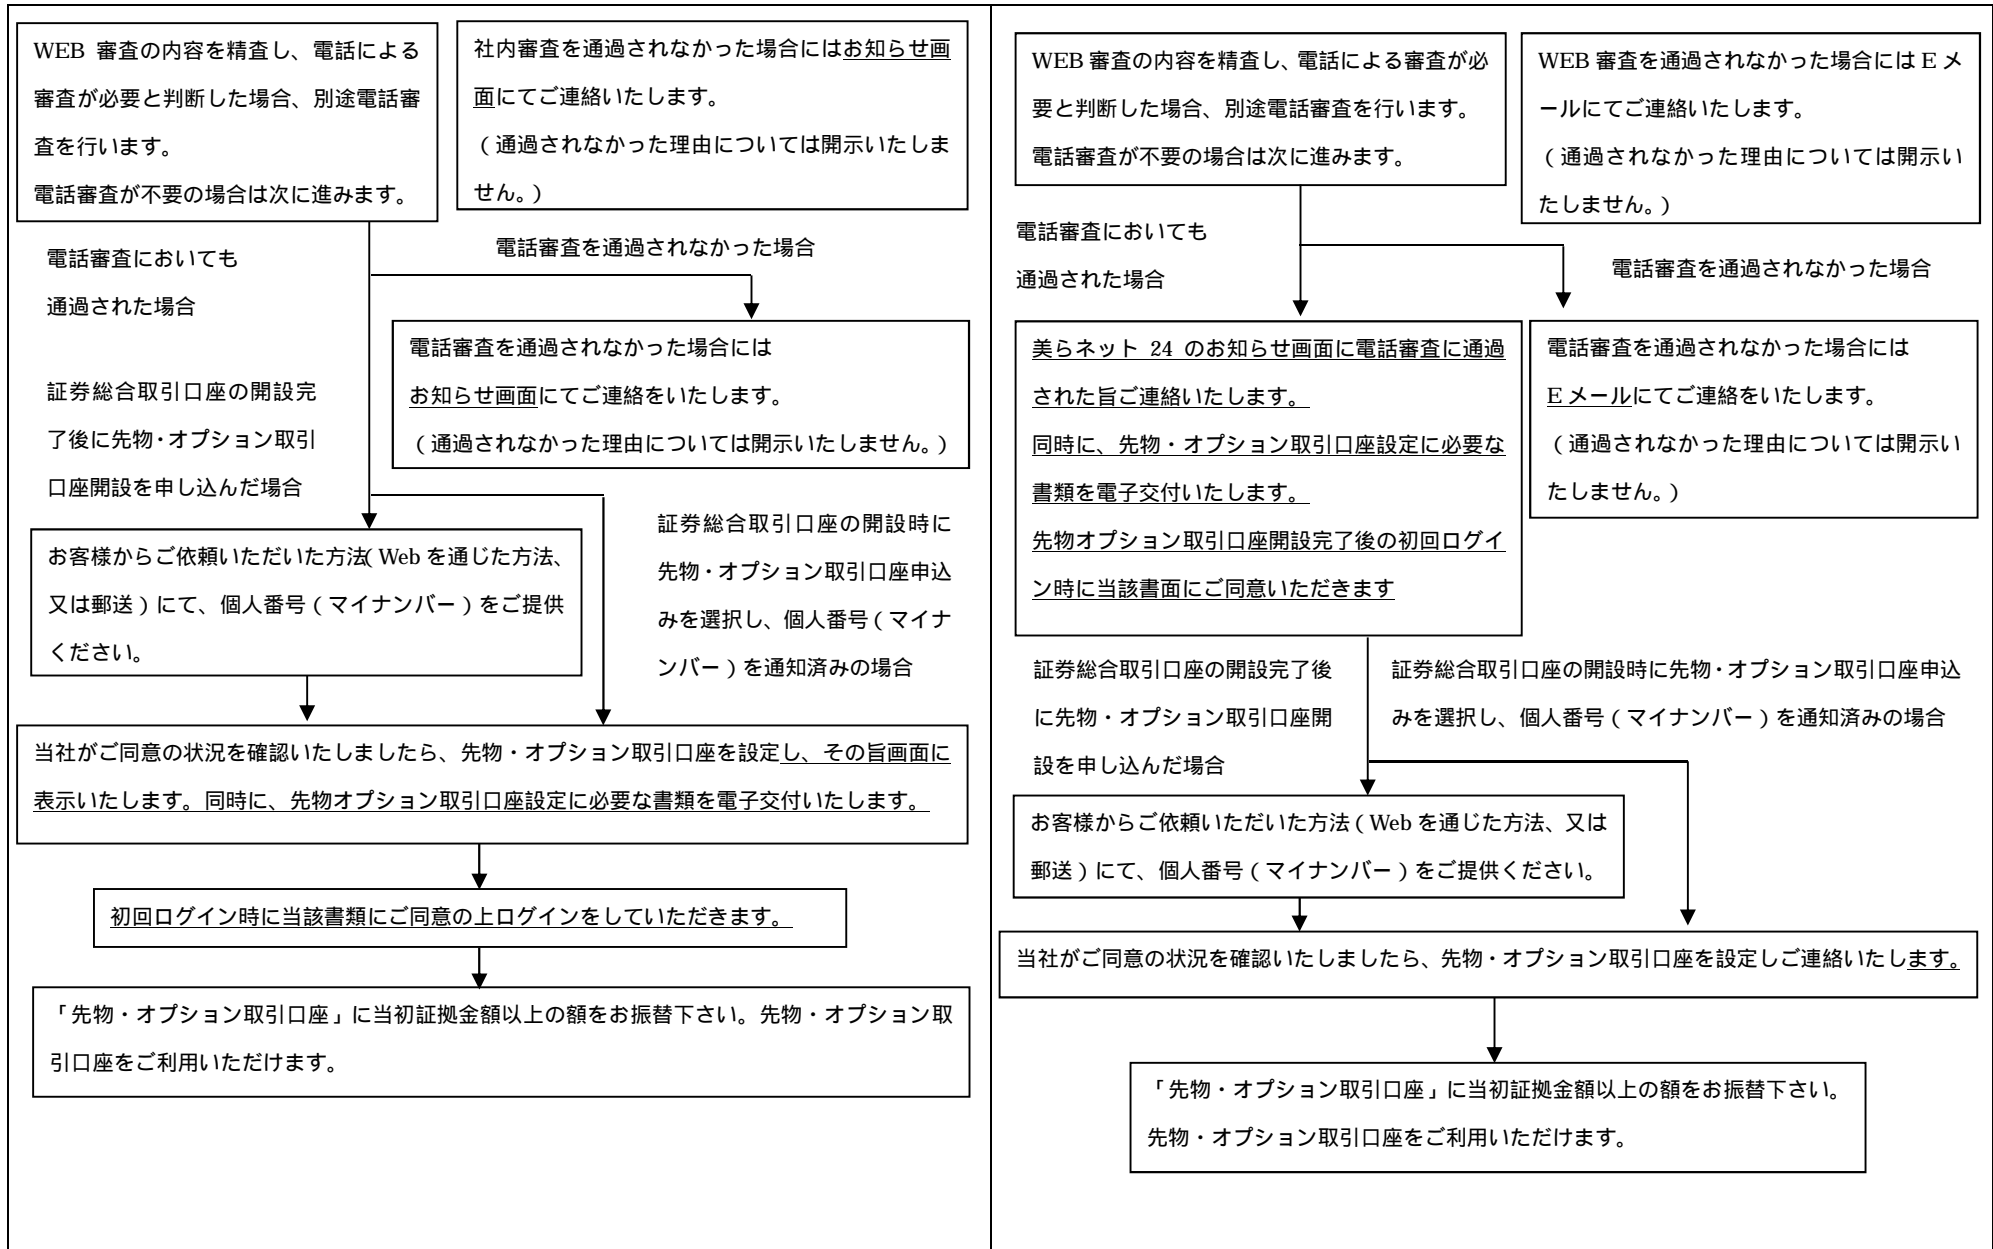 WEB 審査の内容を精査し、電話による
審査が必要と判断した場合、別途電話審
査を行います。
電話審査が不要の場合は次に進みます。
社内審査を通過されなかった場合にはお知らせ画
面にてご連絡いたします。
（通過されなかった理由については開示いたしま
せん。）
電話審査においても
通過された場合
電話審査を通過されなかった場合
電話審査を通過されなかった場合には
お知らせ画面にてご連絡をいたします。
（通過されなかった理由については開示いたしません。）
証券総合取引口座の開設完
了後に先物・オプション取引
口座開設を申し込んだ場合
証券総合取引口座の開設時に
先物・オプション取引口座申込
みを選択し、個人番号（マイナ
ンバー）を通知済みの場合
お客様からご依頼いただいた方法（Web を通じた方法、
又は郵送）にて、個人番号（マイナンバー）をご提供
ください。
当社がご同意の状況を確認いたしましたら、先物・オプション取引口座を設定し、その旨画面に
表示いたします。同時に、先物オプション取引口座設定に必要な書類を電子交付いたします。
初回ログイン時に当該書類にご同意の上ログインをしていただきます。
「先物・オプション取引口座」に当初証拠金額以上の額をお振替下さい。先物・オプション取
引口座をご利用いただけます。
WEB 審査の内容を精査し、電話による審査が必
要と判断した場合、別途電話審査を行います。
電話審査が不要の場合は次に進みます。
WEB 審査を通過されなかった場合には E メ
ールにてご連絡いたします。
（通過されなかった理由については開示い
たしません。）
電話審査においても
通過された場合
電話審査を通過されなかった場合
美らネット 24 のお知らせ画面に電話審査に通過
された旨ご連絡いたします。
同時に、先物・オプション取引口座設定に必要な
書類を電子交付いたします。
先物オプション取引口座開設完了後の初回ログイ
ン時に当該書面にご同意いただきます
電話審査を通過されなかった場合には
E メールにてご連絡をいたします。
（通過されなかった理由については開示い
たしません。）
証券総合取引口座の開設完了後
に先物・オプション取引口座開
設を申し込んだ場合
証券総合取引口座の開設時に先物・オプション取引口座申込
みを選択し、個人番号（マイナンバー）を通知済みの場合
お客様からご依頼いただいた方法（Web を通じた方法、又は
郵送）にて、個人番号（マイナンバー）をご提供ください。
当社がご同意の状況を確認いたしましたら、先物・オプション取引口座を設定しご連絡いたします。
「先物・オプション取引口座」に当初証拠金額以上の額をお振替下さい。
先物・オプション取引口座をご利用いただけます。